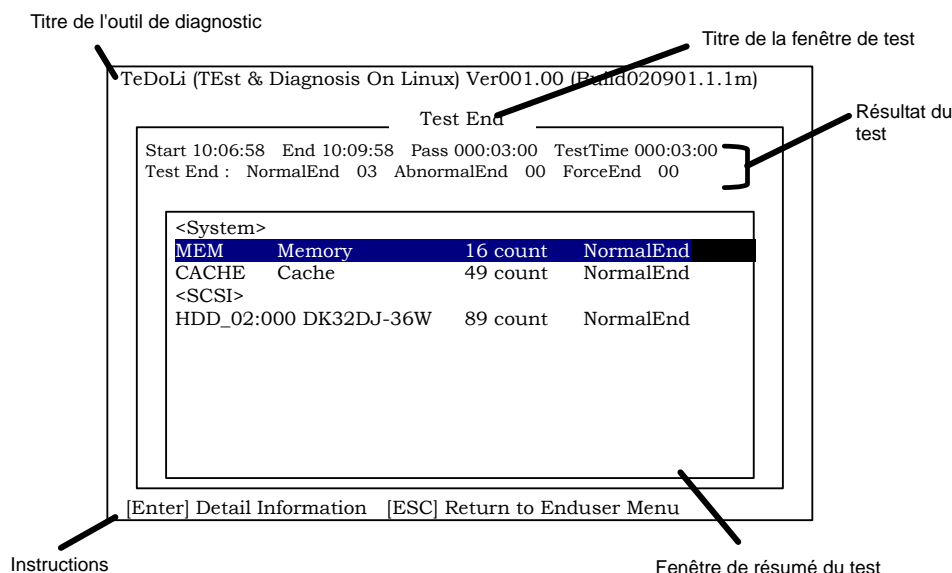 Titre de l'outil de diagnostic
Titre de la fenêtre de test
TeDoLi (TEst & Diagnosis On Linux) Ver001.00 (Build020901.1.1m)
Test End
Résultat du
test
Start 10:06:58 End 10:09:58 Pass 000:03:00 TestTime 000:03:00
Test End : NormalEnd 03 AbnormalEnd 00 ForceEnd 00
<System>
MEM Memory 16 count NormalEnd
CACHE Cache 49 count NormalEnd
<SCSI>
HDD_02:000 DK32DJ-36W 89 count NormalEnd
[Enter] Detail Information [ESC] Return to Enduser Menu
Instructions
Fenêtre de résumé du test